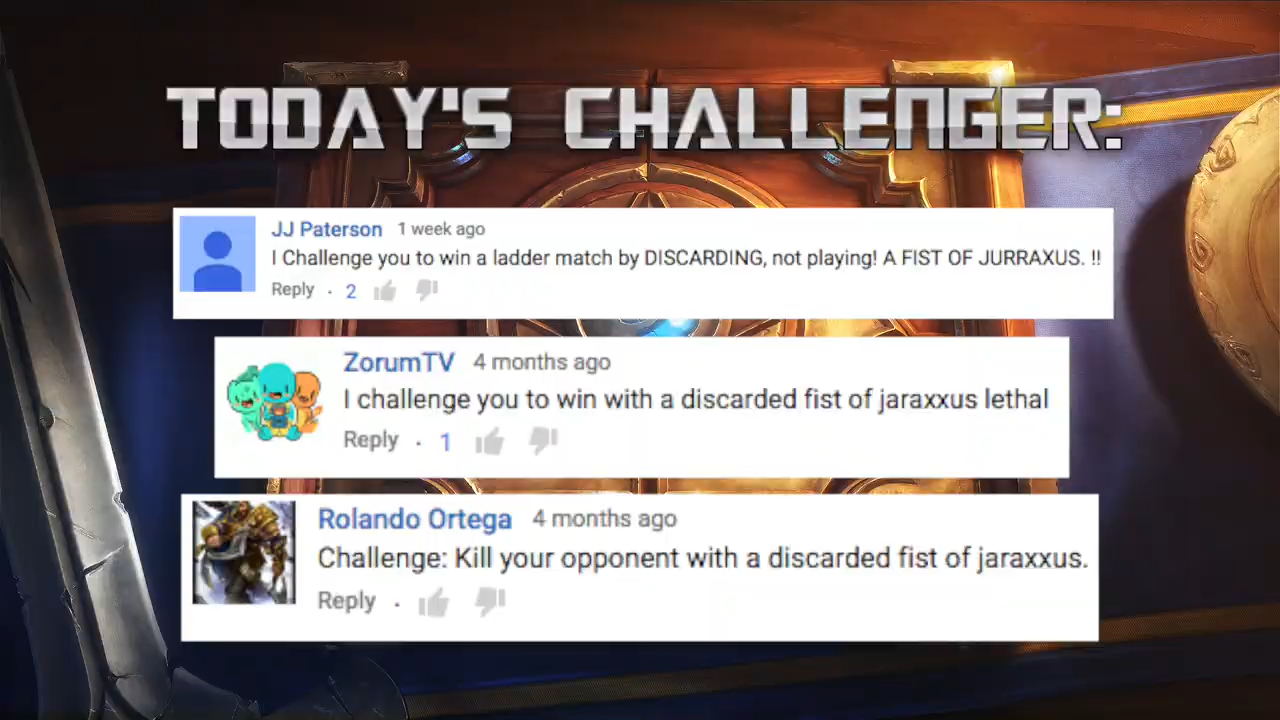 TODAY'S CHALLENGER:
JJ Paterson 1 week ago
I Challenge you to win a ladder match by DISCARDING, not playing! A FIST OF JURRAXUS. !!
Reply · 2
ZorumTV 4 months ago
I challenge you to win with a discarded fist of jaraxxus lethal
Reply · 1
Rolando Ortega 4 months ago
Challenge: Kill your opponent with a discarded fist of jaraxxus.
Reply ·